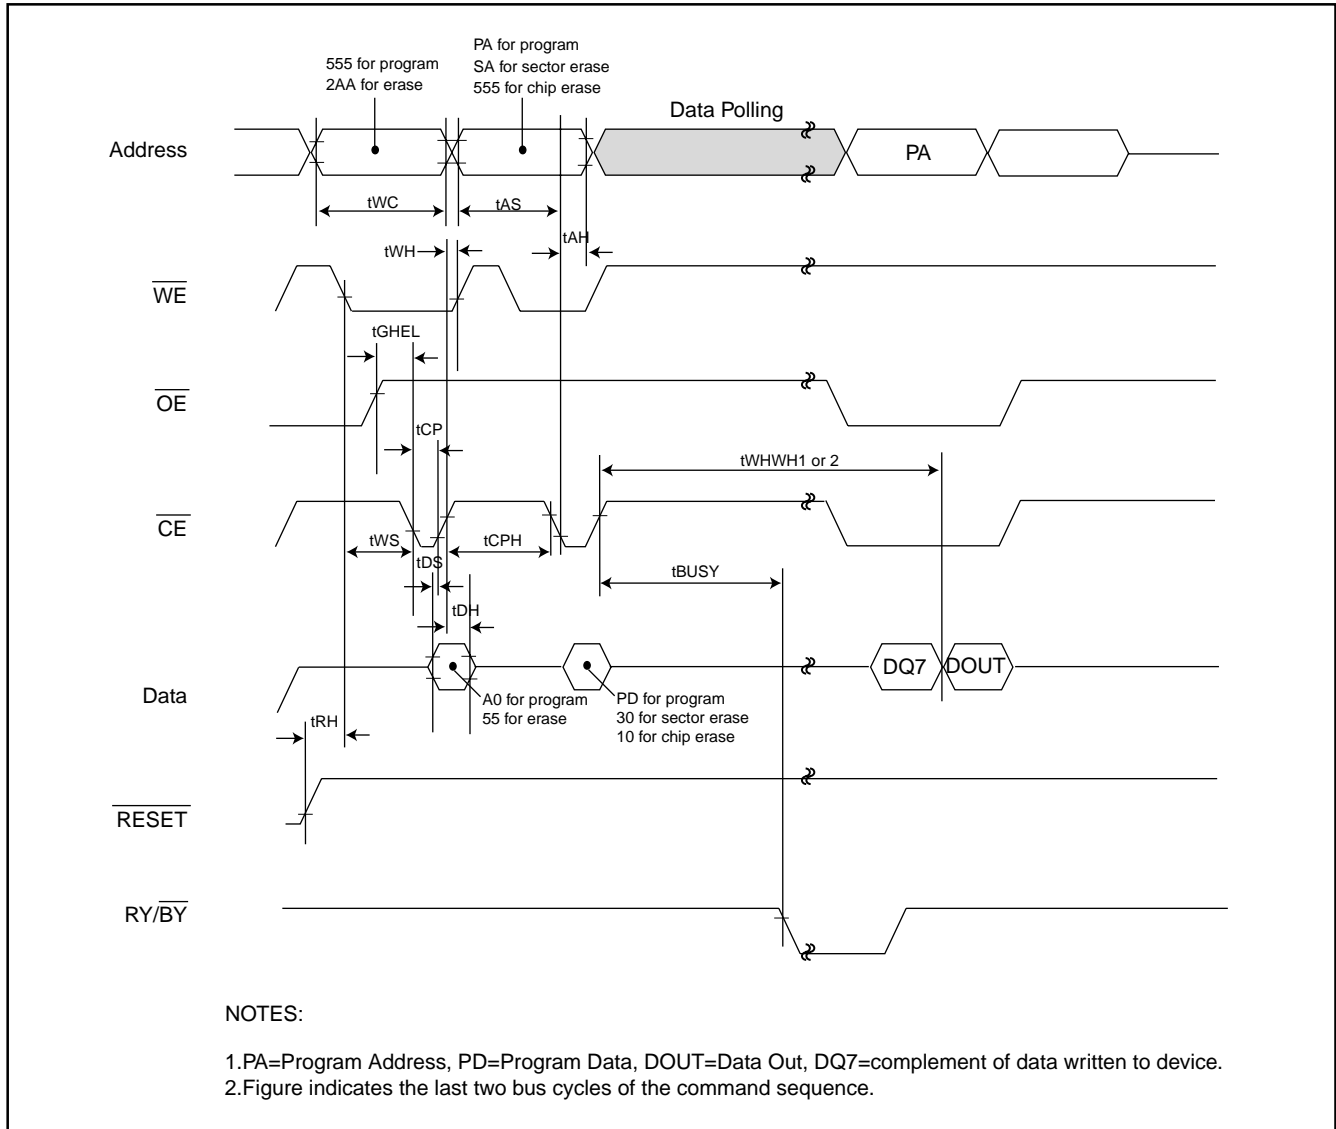 PA for program
555 for program
SA for sector erase
2AA for erase
555 for chip erase
Data Polling
Address
PA
tWC
tAS
tWH
tAH
WE
tGHEL
OE
tCP
tWHWH1 or 2
CE
tWS
tCPH
tDS
tBUSY
tDH
DQ7
DOUT
Data
A0 for program
55 for erase
PD for program
30 for sector erase
10 for chip erase
tRH
RESET
RY/BY
NOTES:
1.PA=Program Address, PD=Program Data, DOUT=Data Out, DQ7=complement of data written to device.
2.Figure indicates the last two bus cycles of the command sequence.